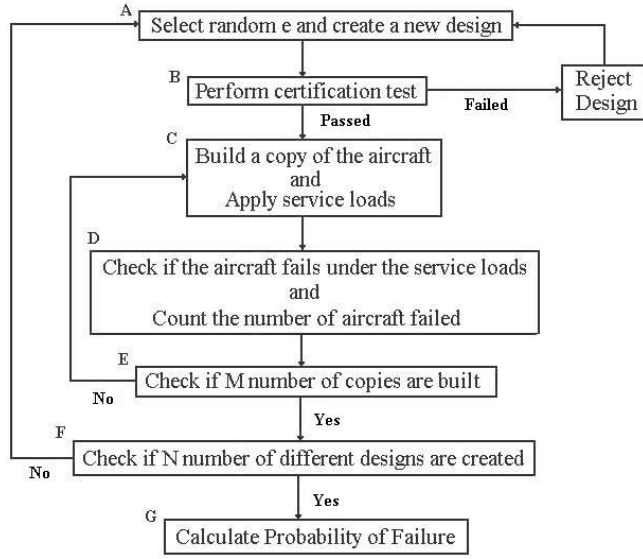 A
Select random e and create a new design
B
Perform certification test
Failed
Reject
Design
Passed
C
Build a copy of the aircraft
and
Apply service loads
D
Check if the aircraft fails under the service loads
and
Count the number of aircraft failed
E
Check if M number of copies are built
No
Yes
F
Check if N number of different designs are created
No
Yes
G
Calculate Probability of Failure